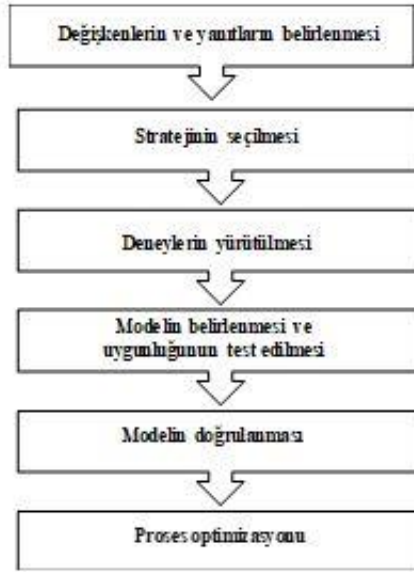 Değişkenlerin ve yanıtların belirlenmesi
Stratejinin seçilmesi
Deneylerin yürütülmesi
Modelin belirlenmesi ve
uygunluğunun test edilmesi
Modelin doğrulanması
Proses optimizasyonu